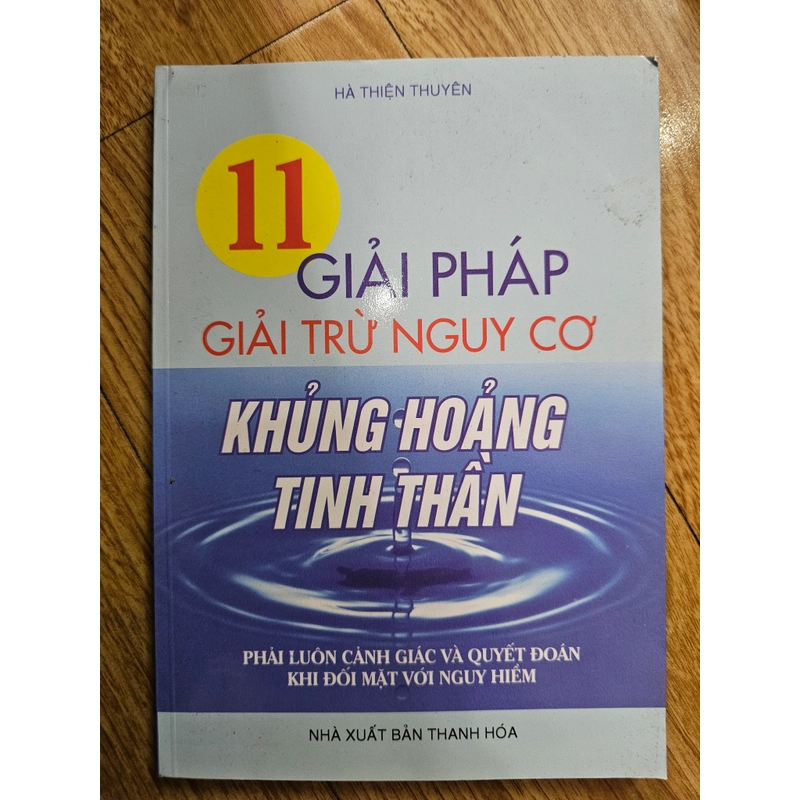 HÀ THIỆN THUYÊN
11
GIẢI PHÁP
GIẢI TRỪ NGUY CƠ
KHỦNG HOẢNG
TINH THẦN
PHẢI LUÔN CẢNH GIÁC VÀ QUYẾT ĐOÁN
KHI ĐỐI MẶT VỚI NGUY HIỂM
NHÀ XUẤT BẢN THANH HÓA